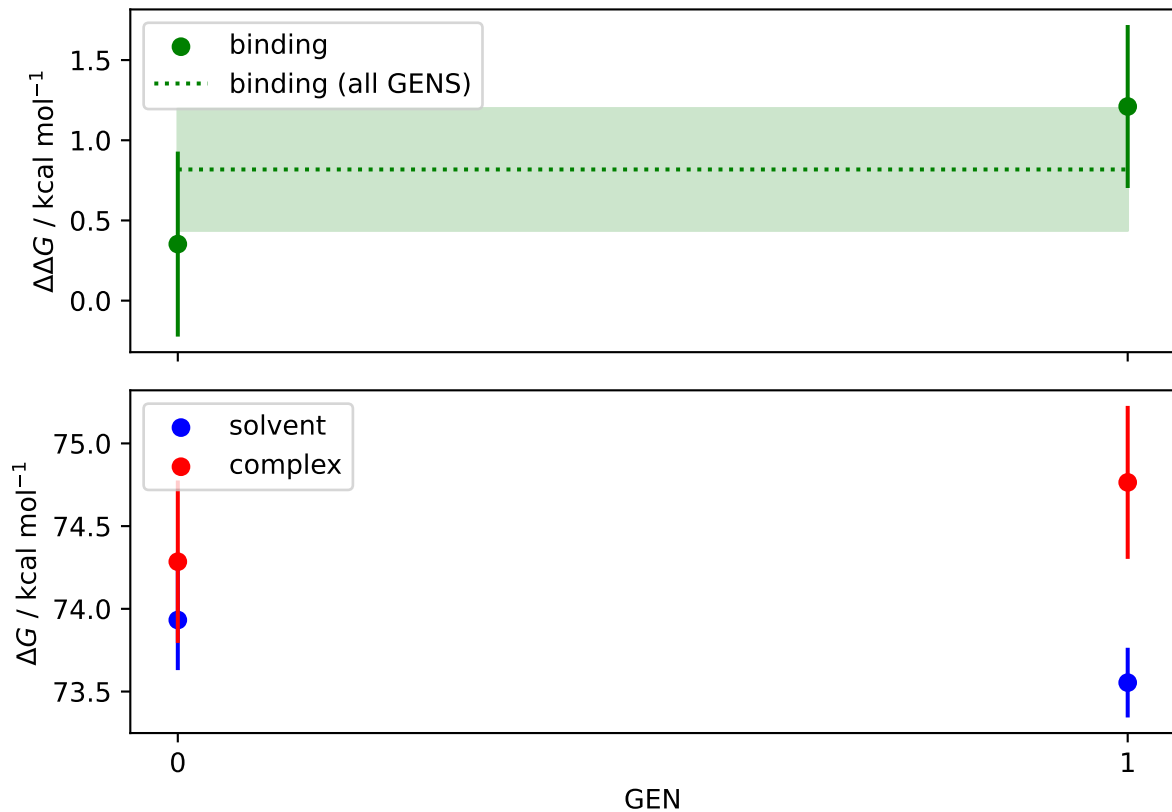 binding
binding (all GENS)
1.5
1.0
0.5
0.0
ΔΔG / kcal mol⁻¹
solvent
complex
75.0
74.5
74.0
73.5
ΔG / kcal mol⁻¹
0 1
GEN